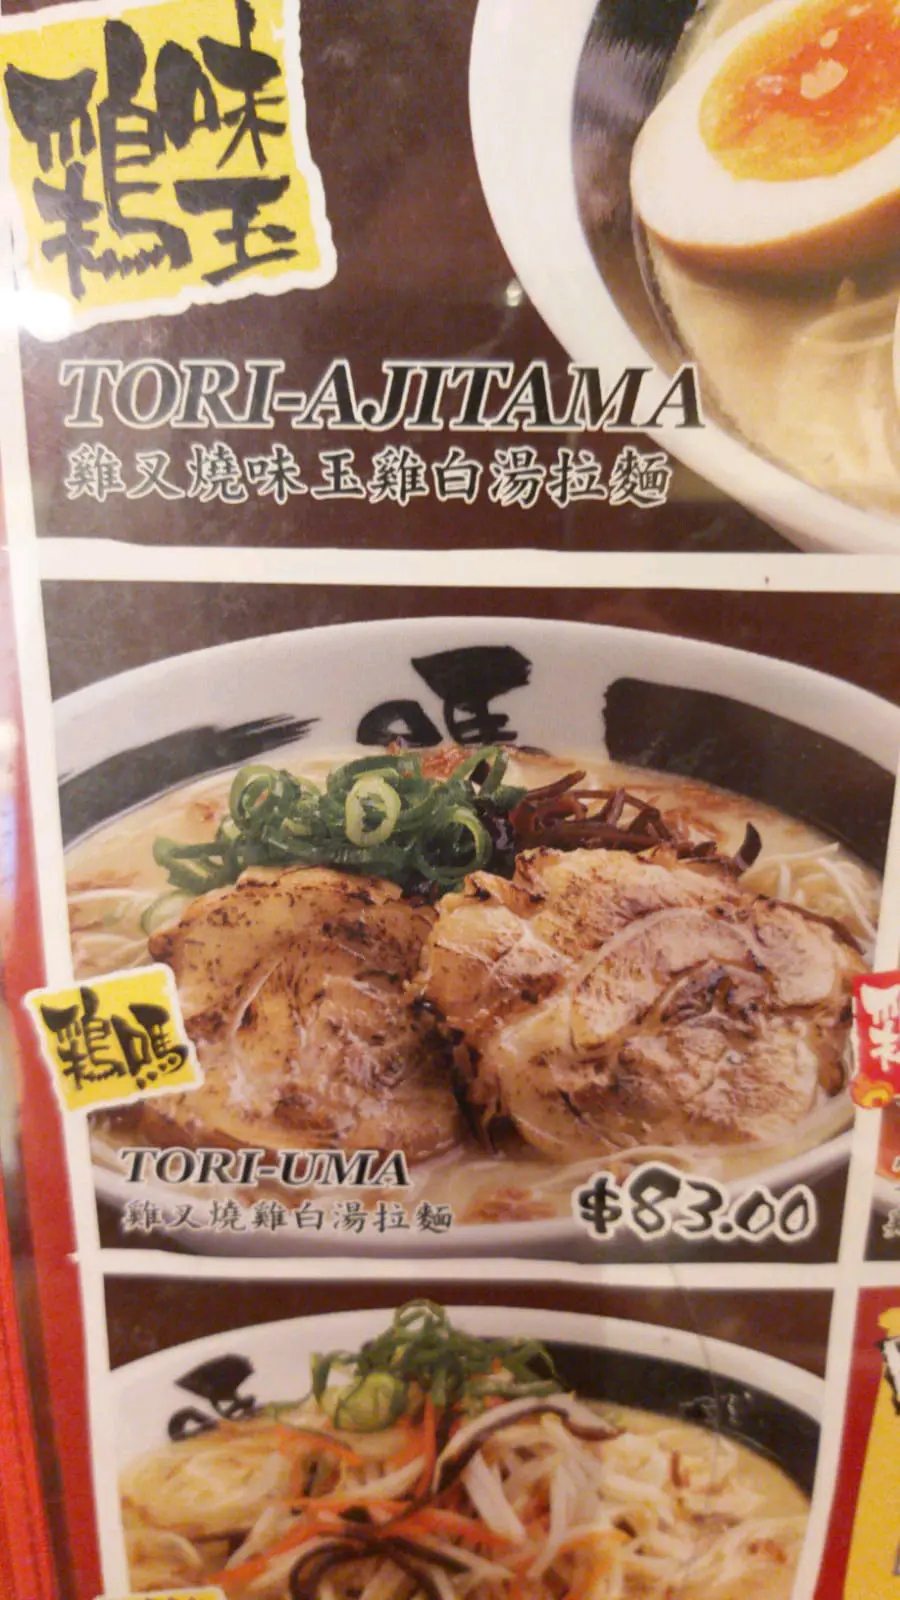 鶏味玉
TORI-AJITAMA
雞叉燒味玉雞白湯拉麵
嗎
鶏嗎
TORI-UMA
雞叉燒雞白湯拉麵
$83.00